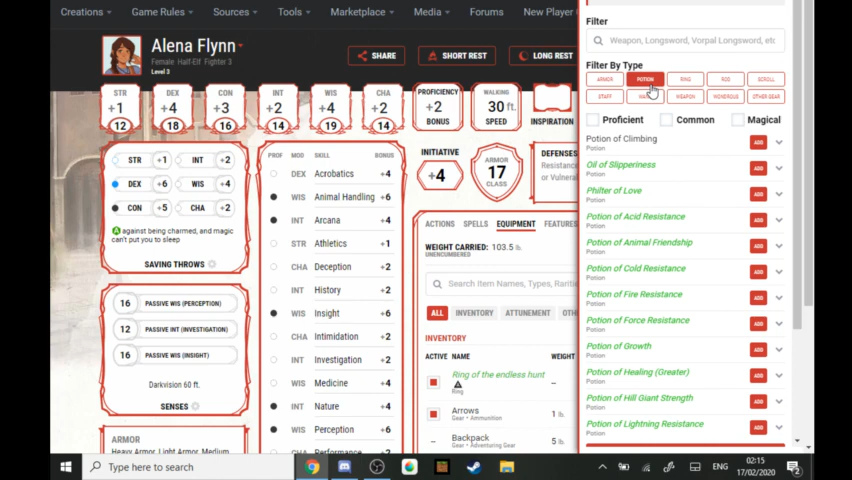 Creations Game Rules Sources Tools Marketplace Media Forums New Player
Alena Flynn
Female Half-Elf Fighter 3
Level 3
SHARE
SHORT REST
LONG REST
STR
+1
12
DEX
+4
18
CON
+3
16
INT
+2
14
WIS
+4
19
CHA
+2
14
PROFICIENCY
+2
BONUS
WALKING
30 ft.
SPEED
INSPIRATION
STR +1 INT +2
DEX +6 WIS +4
CON +5 CHA +2
A against being charmed, and magic
can't put you to sleep
SAVING THROWS
16 PASSIVE WIS (PERCEPTION)
12 PASSIVE INT (INVESTIGATION)
16 PASSIVE WIS (INSIGHT)
Darkvision 60 ft.
SENSES
ARMOR
Heavy Armor, Light Armor, Medium
PROF MOD SKILL BONUS
DEX Acrobatics +4
WIS Animal Handling +6
INT Arcana +4
STR Athletics +1
CHA Deception +2
INT History +2
WIS Insight +6
CHA Intimidation +2
INT Investigation +2
WIS Medicine +4
INT Nature +4
WIS Perception +6
CHA Performance +2
INITIATIVE
+4
ARMOR
17
CLASS
DEFENSES
Resistance
or Vulnera
ACTIONS SPELLS EQUIPMENT FEATURES
WEIGHT CARRIED: 103.5 lb
UNENCUMBERED
Search Item Names, Types, Rarities
ALL INVENTORY ATTUNEMENT OTH
INVENTORY
ACTIVE NAME WEIGHT
Ring of the endless hunt
Ring
--
Arrows
Gear • Ammunition
1 lb
Backpack
Gear • Adventuring Gear
5 lb
Filter
Weapon, Longsword, Vorpal Longsword, etc
Filter By Type
ARMOR POTION RING ROD SCROLL
STAFF WEAPON WONDROUS OTHER GEAR
Proficient Common Magical
Potion of Climbing
Potion
ADD
Oil of Slipperiness
Potion
ADD
Philter of Love
Potion
ADD
Potion of Acid Resistance
Potion
ADD
Potion of Animal Friendship
Potion
ADD
Potion of Cold Resistance
Potion
ADD
Potion of Fire Resistance
Potion
ADD
Potion of Force Resistance
Potion
ADD
Potion of Growth
Potion
ADD
Potion of Healing (Greater)
Potion
ADD
Potion of Hill Giant Strength
Potion
ADD
Potion of Lightning Resistance
Potion
ADD
Type here to search
ENG
02:15
17/02/2020
2